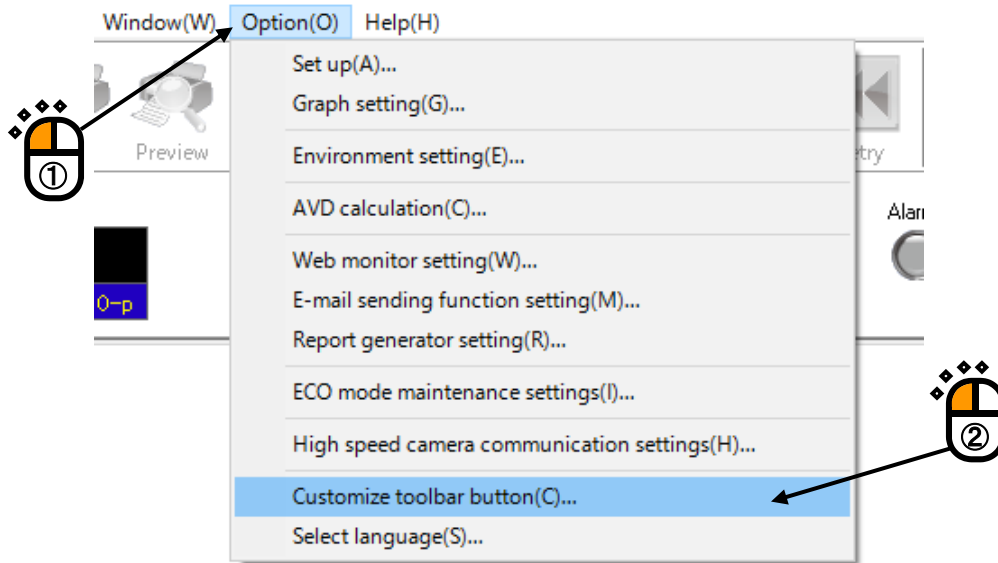 Window(W) Option(O) Help(H)
Set up(A)...
Graph setting(G)...
Preview
①
Environment setting(E)...
AVD calculation(C)...
Web monitor setting(W)...
0-p
E-mail sending function setting(M)...
Report generator setting(R)...
ECO mode maintenance settings(I)...
High speed camera communication settings(H)...
②
Customize toolbar button(C)...
Select language(S)...